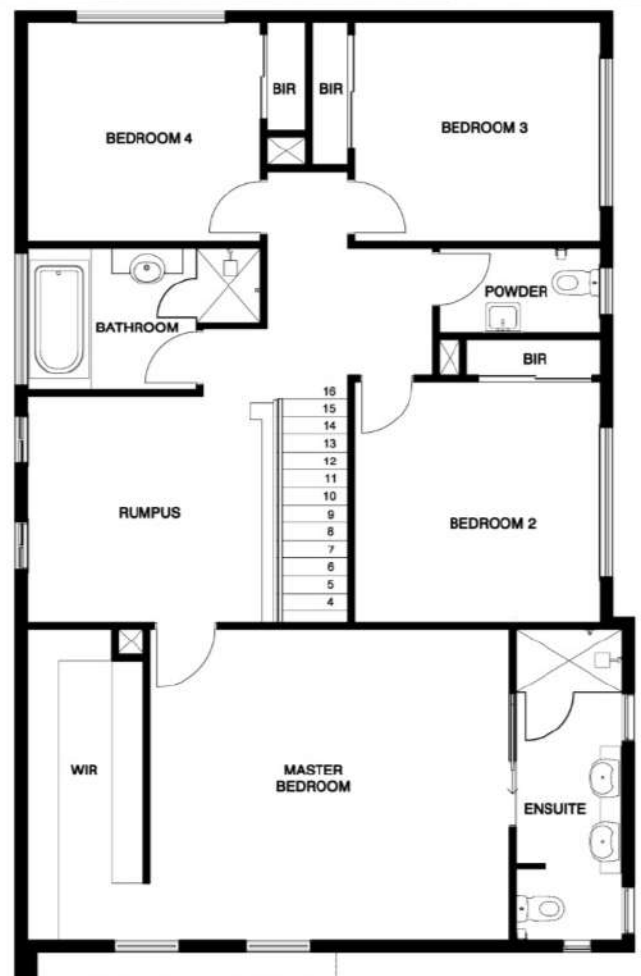 BIR
BIR
BEDROOM 4
BEDROOM 3
POWDER
BATHROOM
BIR
16
15
14
13
12
11
10
9
8
7
6
5
4
RUMPUS
BEDROOM 2
WIR
MASTER
BEDROOM
ENSUITE